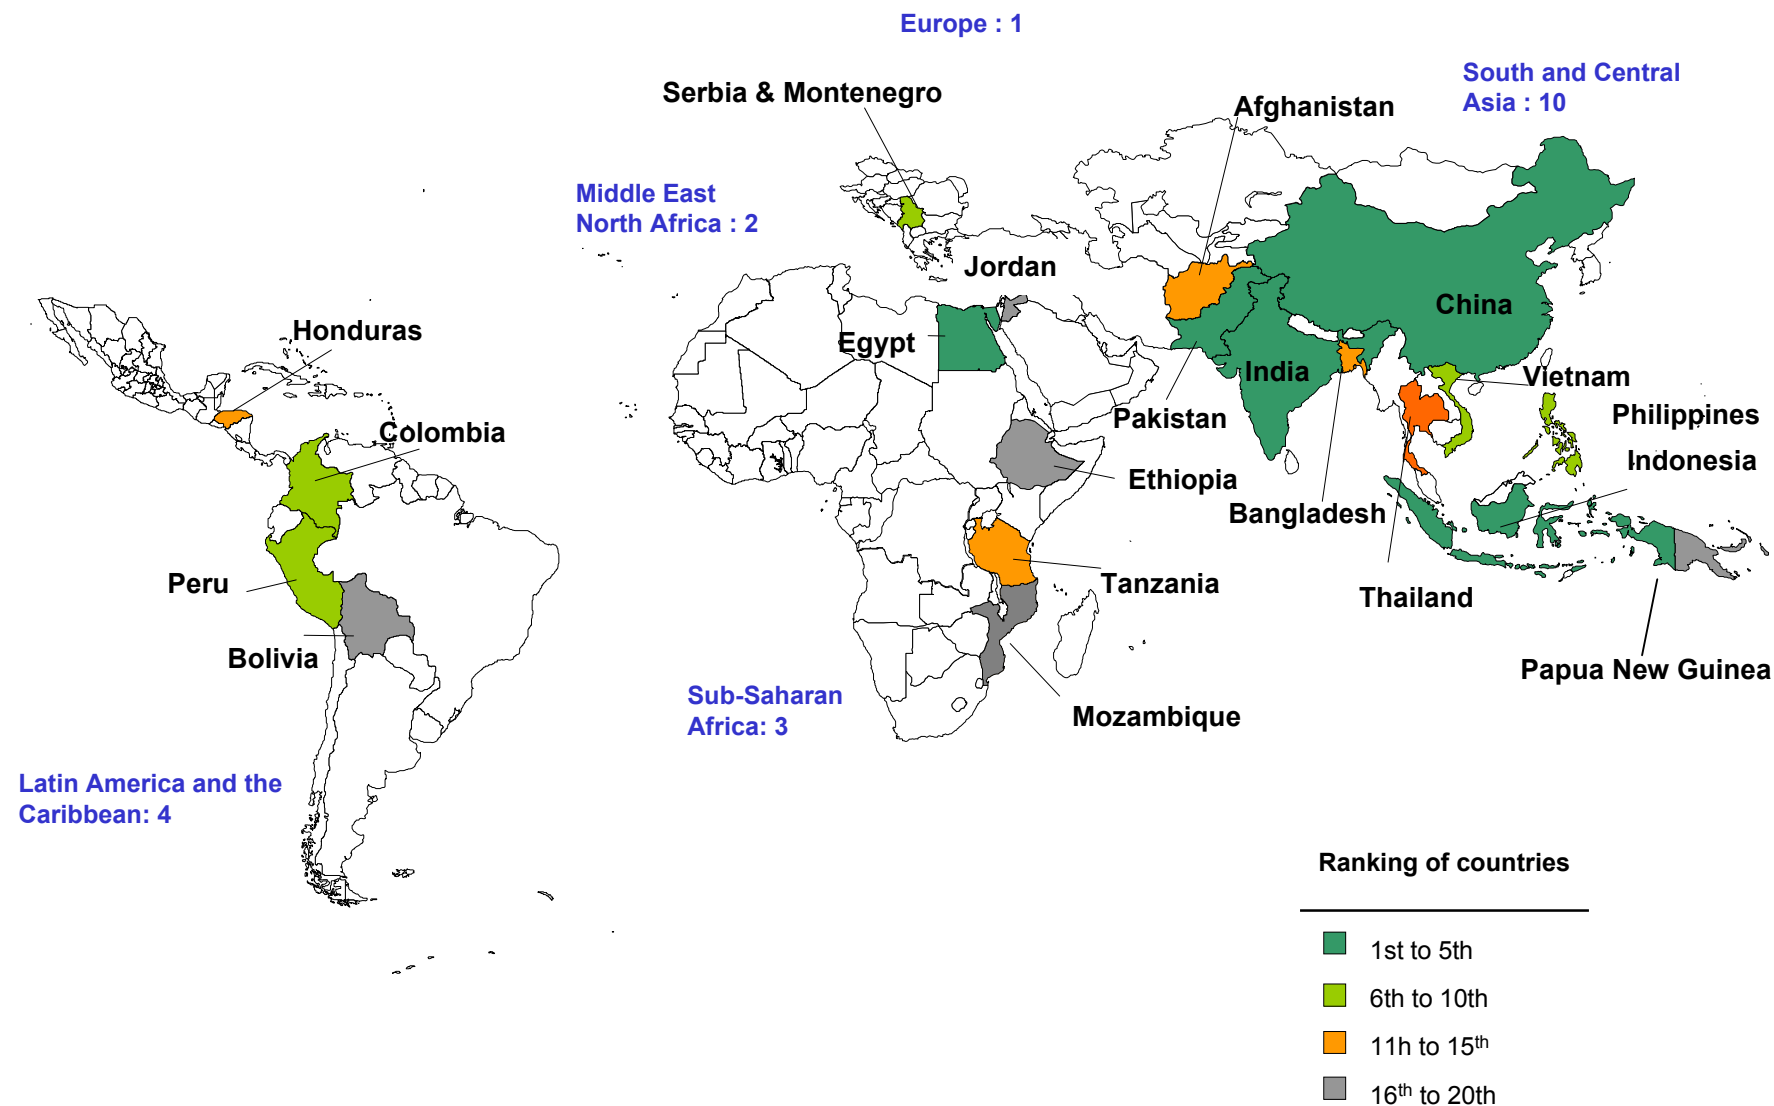 Europe : 1
South and Central
Asia : 10
Serbia & Montenegro
Afghanistan
Middle East
North Africa : 2
Jordan
China
Honduras
Egypt
India
Vietnam
Pakistan
Philippines
Colombia
Indonesia
Ethiopia
Bangladesh
Peru
Tanzania
Thailand
Bolivia
Papua New Guinea
Sub-Saharan
Africa: 3
Mozambique
Latin America and the
Caribbean: 4
Ranking of countries
1st to 5th
6th to 10th
11h to 15th
16th to 20th